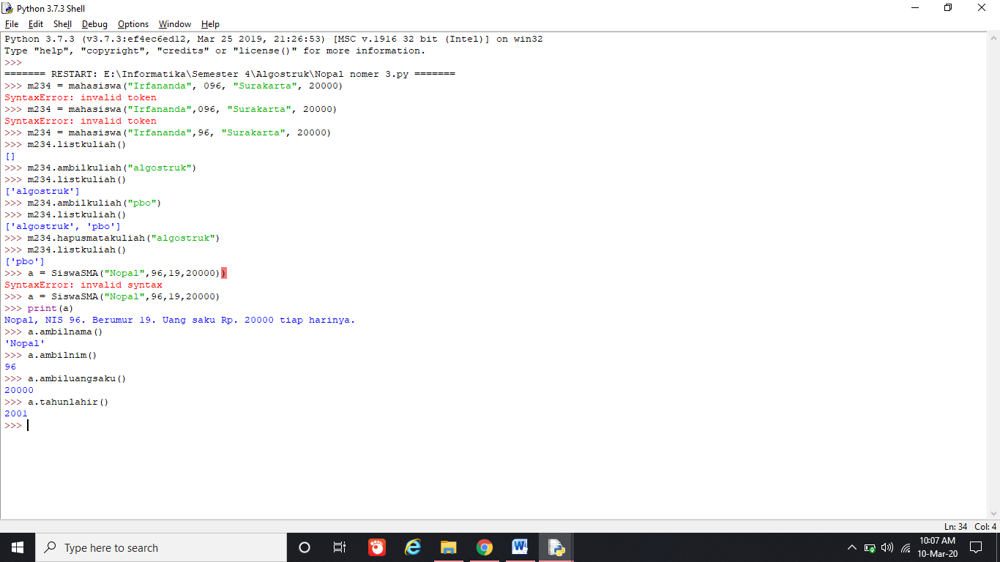 Python 3.7.3 Shell
File Edit Shell Debug Options Window Help
Python 3.7.3 (v3.7.3:ef4ec6ed12, Mar 25 2019, 21:26:53) [MSC v.1916 32 bit (Intel)] on win32
Type "help", "copyright", "credits" or "license()" for more information.
>>>
======= RESTART: E:\Informatika\Semester 4\Algostruk\Nopal nomer 3.py =======
>>> m234 = mahasiswa("Irfananda", 096, "Surakarta", 20000)
SyntaxError: invalid token
>>> m234 = mahasiswa("Irfananda",096, "Surakarta", 20000)
SyntaxError: invalid token
>>> m234 = mahasiswa("Irfananda",96, "Surakarta", 20000)
>>> m234.listkuliah()
[]
>>> m234.ambilkuliah("algostruk")
>>> m234.listkuliah()
['algostruk']
>>> m234.ambilkuliah("pbo")
>>> m234.listkuliah()
['algostruk', 'pbo']
>>> m234.hapusmatakuliah("algostruk")
>>> m234.listkuliah()
['pbo']
>>> a = SiswaSMA("Nopal",96,19,20000))
SyntaxError: invalid syntax
>>> a = SiswaSMA("Nopal",96,19,20000)
>>> print(a)
Nopal, NIS 96. Berumur 19. Uang saku Rp. 20000 tiap harinya.
>>> a.ambilnama()
'Nopal'
>>> a.ambilnim()
96
>>> a.ambiluangsaku()
20000
>>> a.tahunlahir()
2001
>>>
Ln: 34 Col: 4
Type here to search
10:07 AM
10-Mar-20